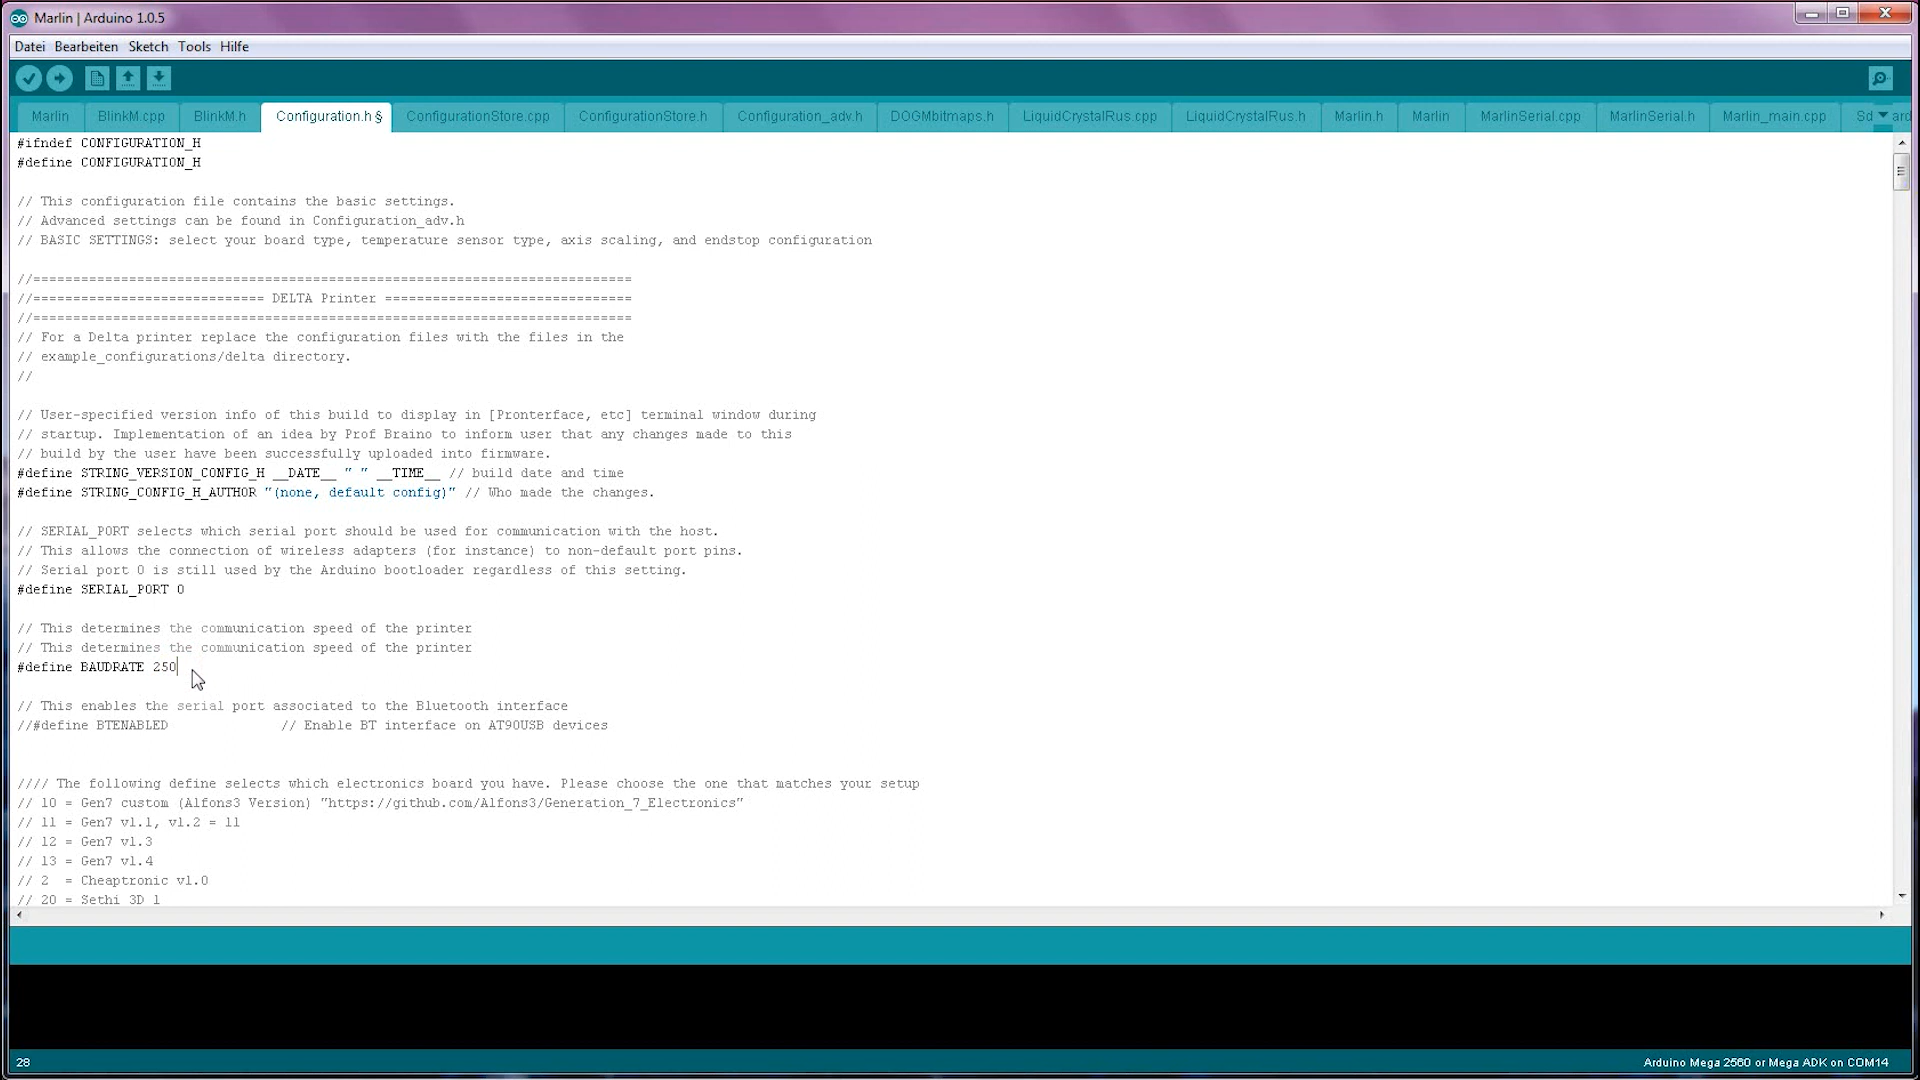 Marlin | Arduino 1.0.5
Datei Bearbeiten Sketch Tools Hilfe
Marlin BlinkM.cpp BlinkM.h Configuration.h § ConfigurationStore.cpp ConfigurationStore.h Configuration_adv.h DOGMbitmaps.h LiquidCrystalRus.cpp LiquidCrystalRus.h Marlin.h Marlin MarlinSerial.cpp MarlinSerial.h Marlin_main.cpp Sd ard
#ifndef CONFIGURATION_H
#define CONFIGURATION_H
// This configuration file contains the basic settings.
// Advanced settings can be found in Configuration_adv.h
// BASIC SETTINGS: select your board type, temperature sensor type, axis scaling, and endstop configuration
//===========================================================================
//============================= DELTA Printer ===============================
//===========================================================================
// For a Delta printer replace the configuration files with the files in the
// example_configurations/delta directory.
//
// User-specified version info of this build to display in [Pronterface, etc] terminal window during
// startup. Implementation of an idea by Prof Braino to inform user that any changes made to this
// build by the user have been successfully uploaded into firmware.
#define STRING_VERSION_CONFIG_H __DATE__ " " __TIME__ // build date and time
#define STRING_CONFIG_H_AUTHOR "(none, default config)" // Who made the changes.
// SERIAL_PORT selects which serial port should be used for communication with the host.
// This allows the connection of wireless adapters (for instance) to non-default port pins.
// Serial port 0 is still used by the Arduino bootloader regardless of this setting.
#define SERIAL_PORT 0
// This determines the communication speed of the printer
// This determines the communication speed of the printer
#define BAUDRATE 250
// This enables the serial port associated to the Bluetooth interface
//#define BTENABLED // Enable BT interface on AT90USB devices
//// The following define selects which electronics board you have. Please choose the one that matches your setup
// 10 = Gen7 custom (Alfons3 Version) "https://github.com/Alfons3/Generation_7_Electronics"
// 11 = Gen7 v1.1, v1.2 = 11
// 12 = Gen7 v1.3
// 13 = Gen7 v1.4
// 2  = Cheaptronic v1.0
// 20 = Sethi 3D 1
28
Arduino Mega 2560 or Mega ADK on COM14